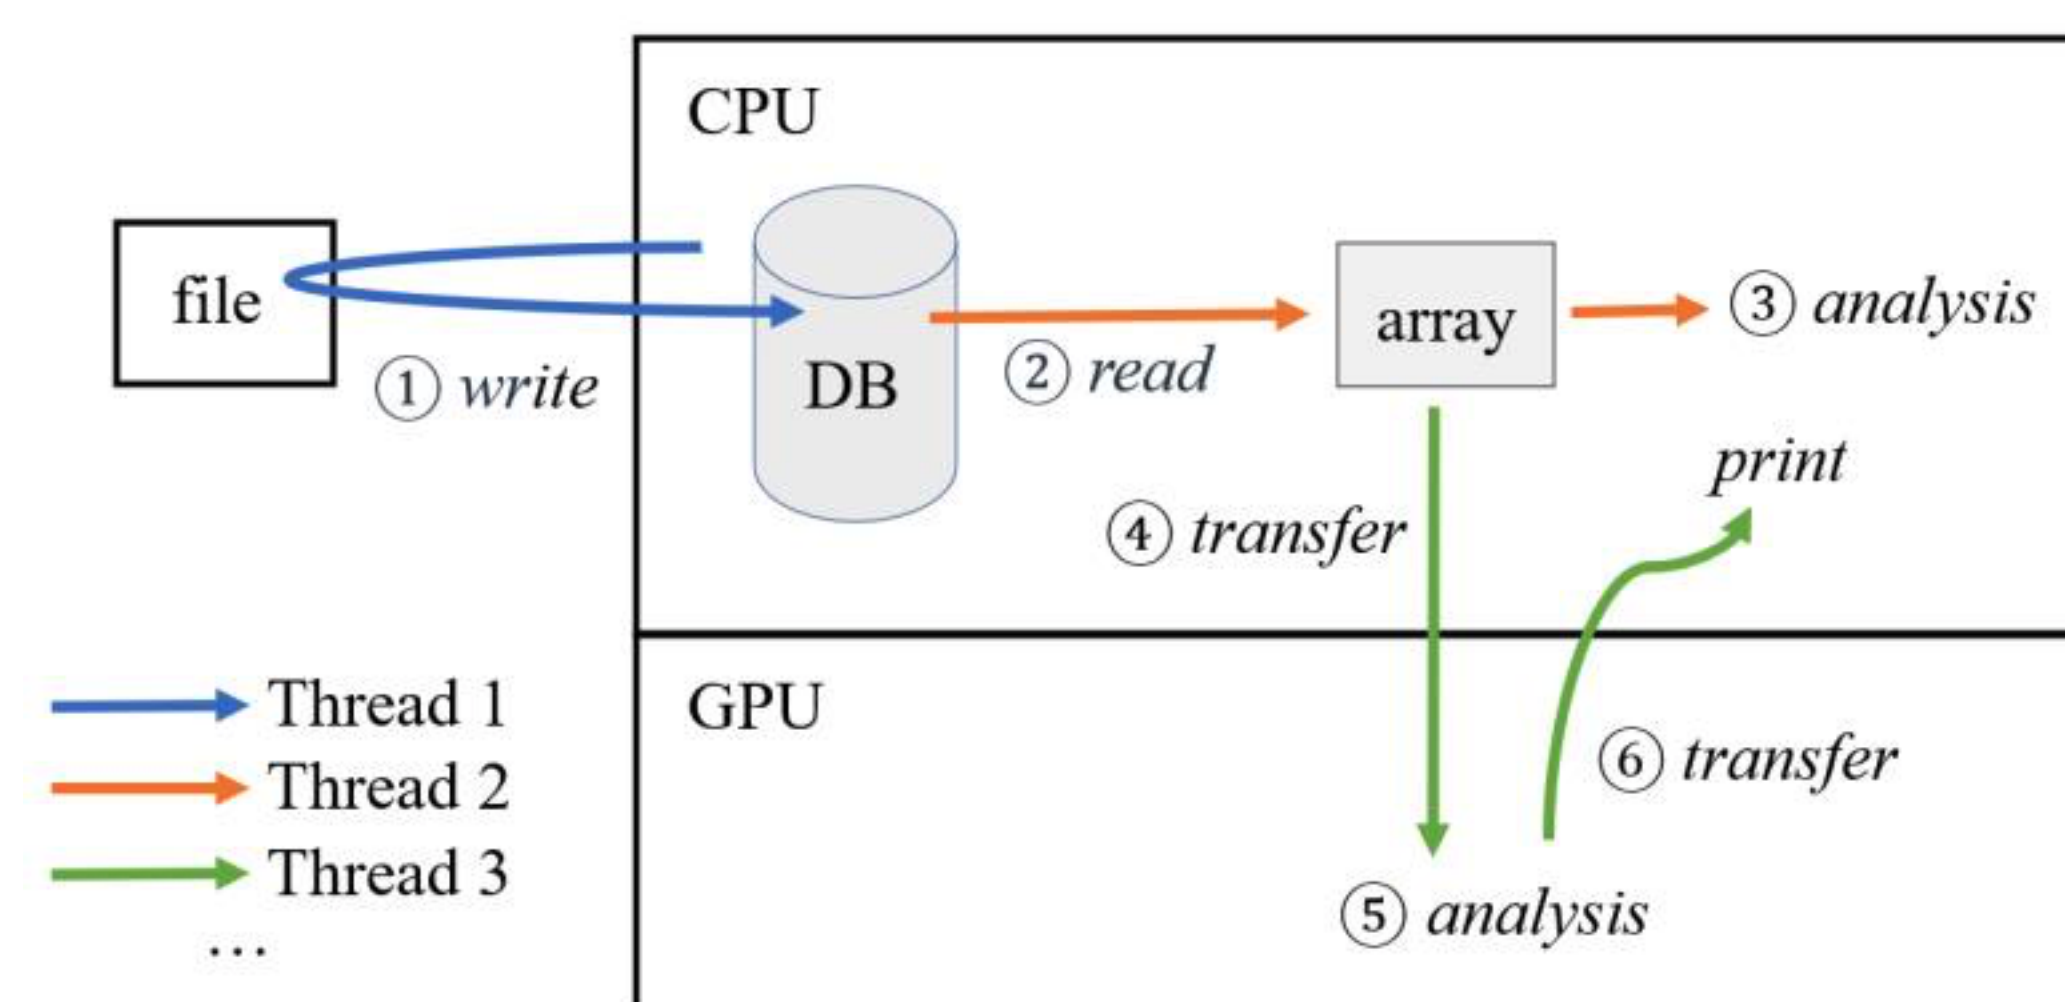 CPU
file
① write
DB
② read
array
③ analysis
④ transfer
print
GPU
⑥ transfer
⑤ analysis
Thread 1
Thread 2
Thread 3
...